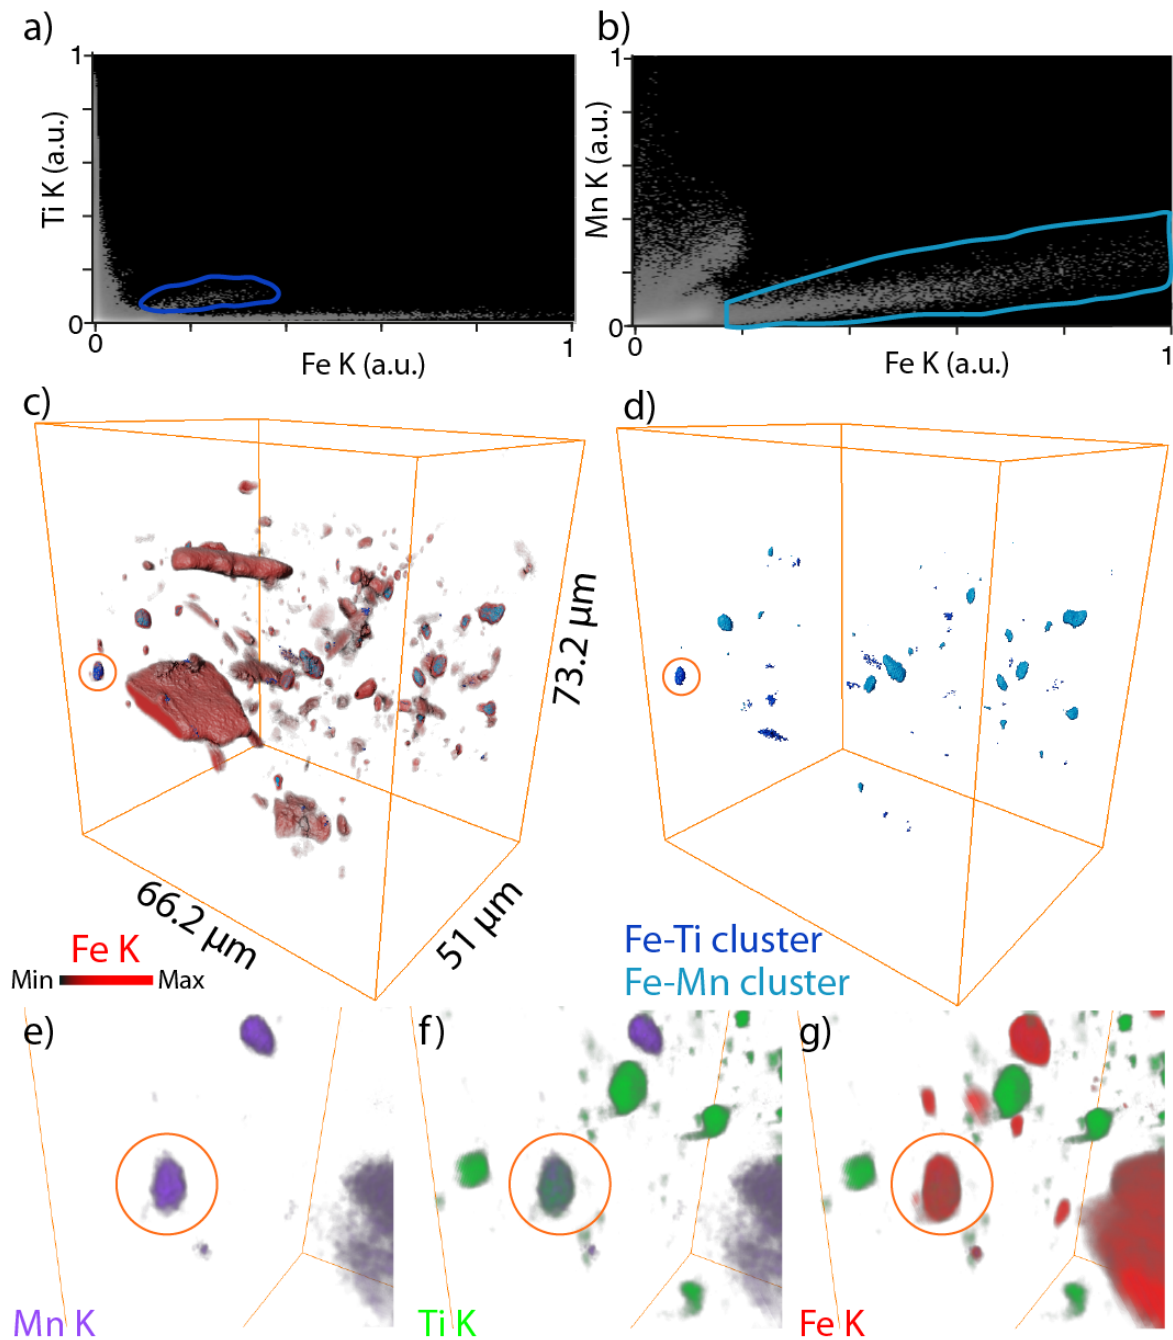 a)
b)
1
Ti K (a.u.)
0
0
Fe K (a.u.)
1
1
Mn K (a.u.)
0
0
Fe K (a.u.)
1
c)
d)
73.2 μm
66.2 μm
51 μm
Fe K
Min Max
Fe-Ti cluster
Fe-Mn cluster
e)
f)
g)
Mn K
Ti K
Fe K